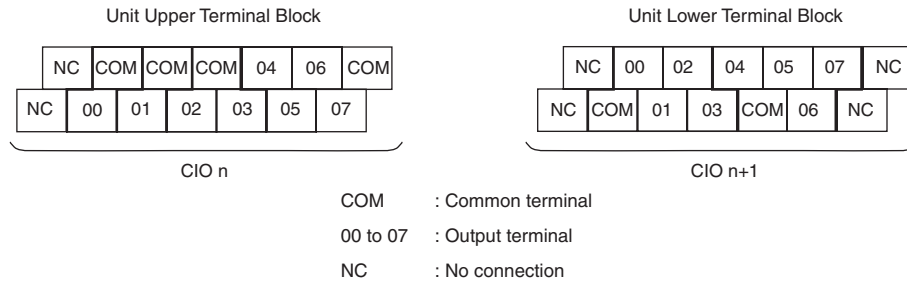 Unit Upper Terminal Block
Unit Lower Terminal Block
NC COM COM COM 04 06 COM
NC 00 01 02 03 05 07
NC 00 02 04 05 07 NC
NC COM 01 03 COM 06 NC
CIO n
CIO n+1
COM : Common terminal
00 to 07 : Output terminal
NC : No connection